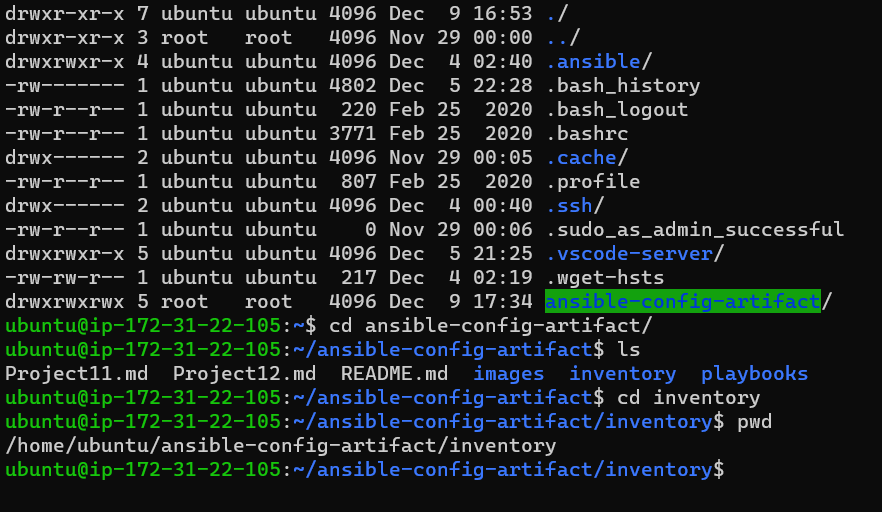 drwxr-xr-x 7 ubuntu ubuntu 4096 Dec  9 16:53 ./
drwxr-xr-x 3 root   root   4096 Nov 29 00:00 ../
drwxrwxr-x 4 ubuntu ubuntu 4096 Dec  4 02:40 .ansible/
-rw------- 1 ubuntu ubuntu 4802 Dec  5 22:28 .bash_history
-rw-r--r-- 1 ubuntu ubuntu  220 Feb 25  2020 .bash_logout
-rw-r--r-- 1 ubuntu ubuntu 3771 Feb 25  2020 .bashrc
drwx------ 2 ubuntu ubuntu 4096 Nov 29 00:05 .cache/
-rw-r--r-- 1 ubuntu ubuntu  807 Feb 25  2020 .profile
drwx------ 2 ubuntu ubuntu 4096 Dec  4 00:40 .ssh/
-rw-r--r-- 1 ubuntu ubuntu    0 Nov 29 00:06 .sudo_as_admin_successful
drwxrwxr-x 5 ubuntu ubuntu 4096 Dec  5 21:25 .vscode-server/
-rw-rw-r-- 1 ubuntu ubuntu  217 Dec  4 02:19 .wget-hsts
drwxrwxrwx 5 root   root   4096 Dec  9 17:34 ansible-config-artifact/
ubuntu@ip-172-31-22-105:~$ cd ansible-config-artifact/
ubuntu@ip-172-31-22-105:~/ansible-config-artifact$ ls
Project11.md  Project12.md  README.md  images  inventory  playbooks
ubuntu@ip-172-31-22-105:~/ansible-config-artifact$ cd inventory
ubuntu@ip-172-31-22-105:~/ansible-config-artifact/inventory$ pwd
/home/ubuntu/ansible-config-artifact/inventory
ubuntu@ip-172-31-22-105:~/ansible-config-artifact/inventory$